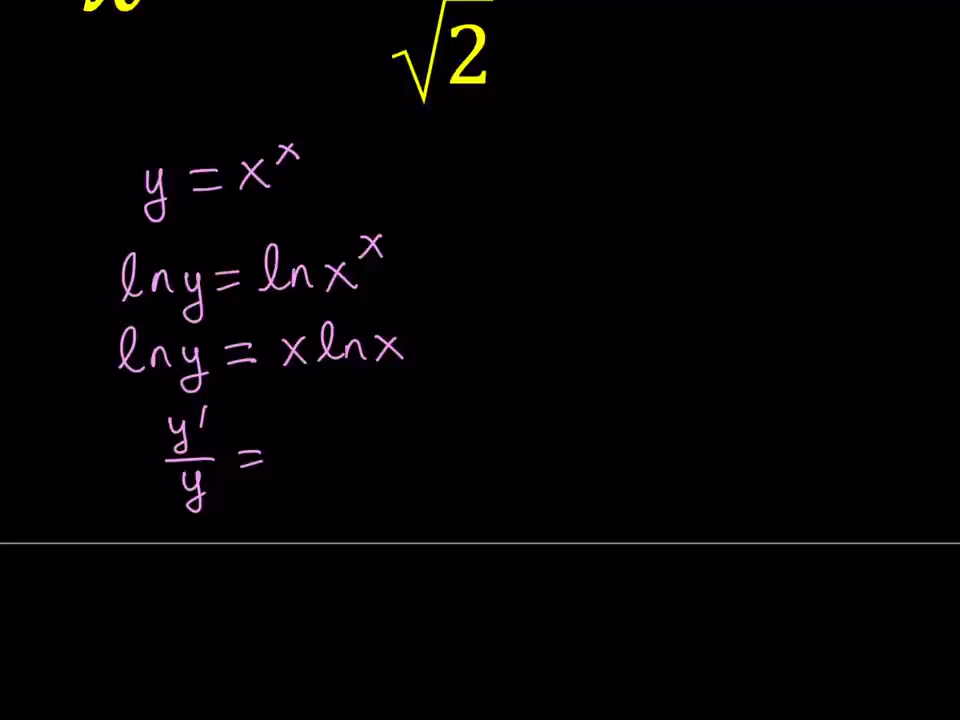 √2
y = x^x
ln y = ln x^x
ln y = x ln x
y'/y =